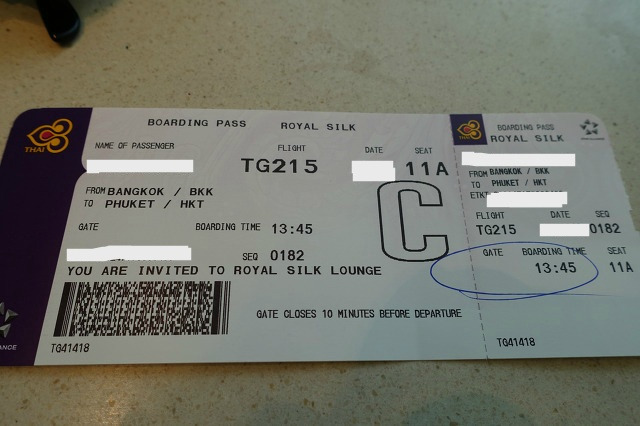 BOARDING PASS ROYAL SILK
THAI
NAME OF PASSENGER FLIGHT DATE SEAT
TG215 11A
FROM BANGKOK / BKK
TO PHUKET / HKT
C
GATE BOARDING TIME 13:45
SEQ 0182
YOU ARE INVITED TO ROYAL SILK LOUNGE
GATE CLOSES 10 MINUTES BEFORE DEPARTURE
TG41418
BOARDING PASS
ROYAL SILK
THAI
FROM BANGKOK / BKK
TO PHUKET / HKT
ETKT
FLIGHT DATE SEQ
TG215 0182
GATE BOARDING TIME SEAT
13:45 11A
TG41418